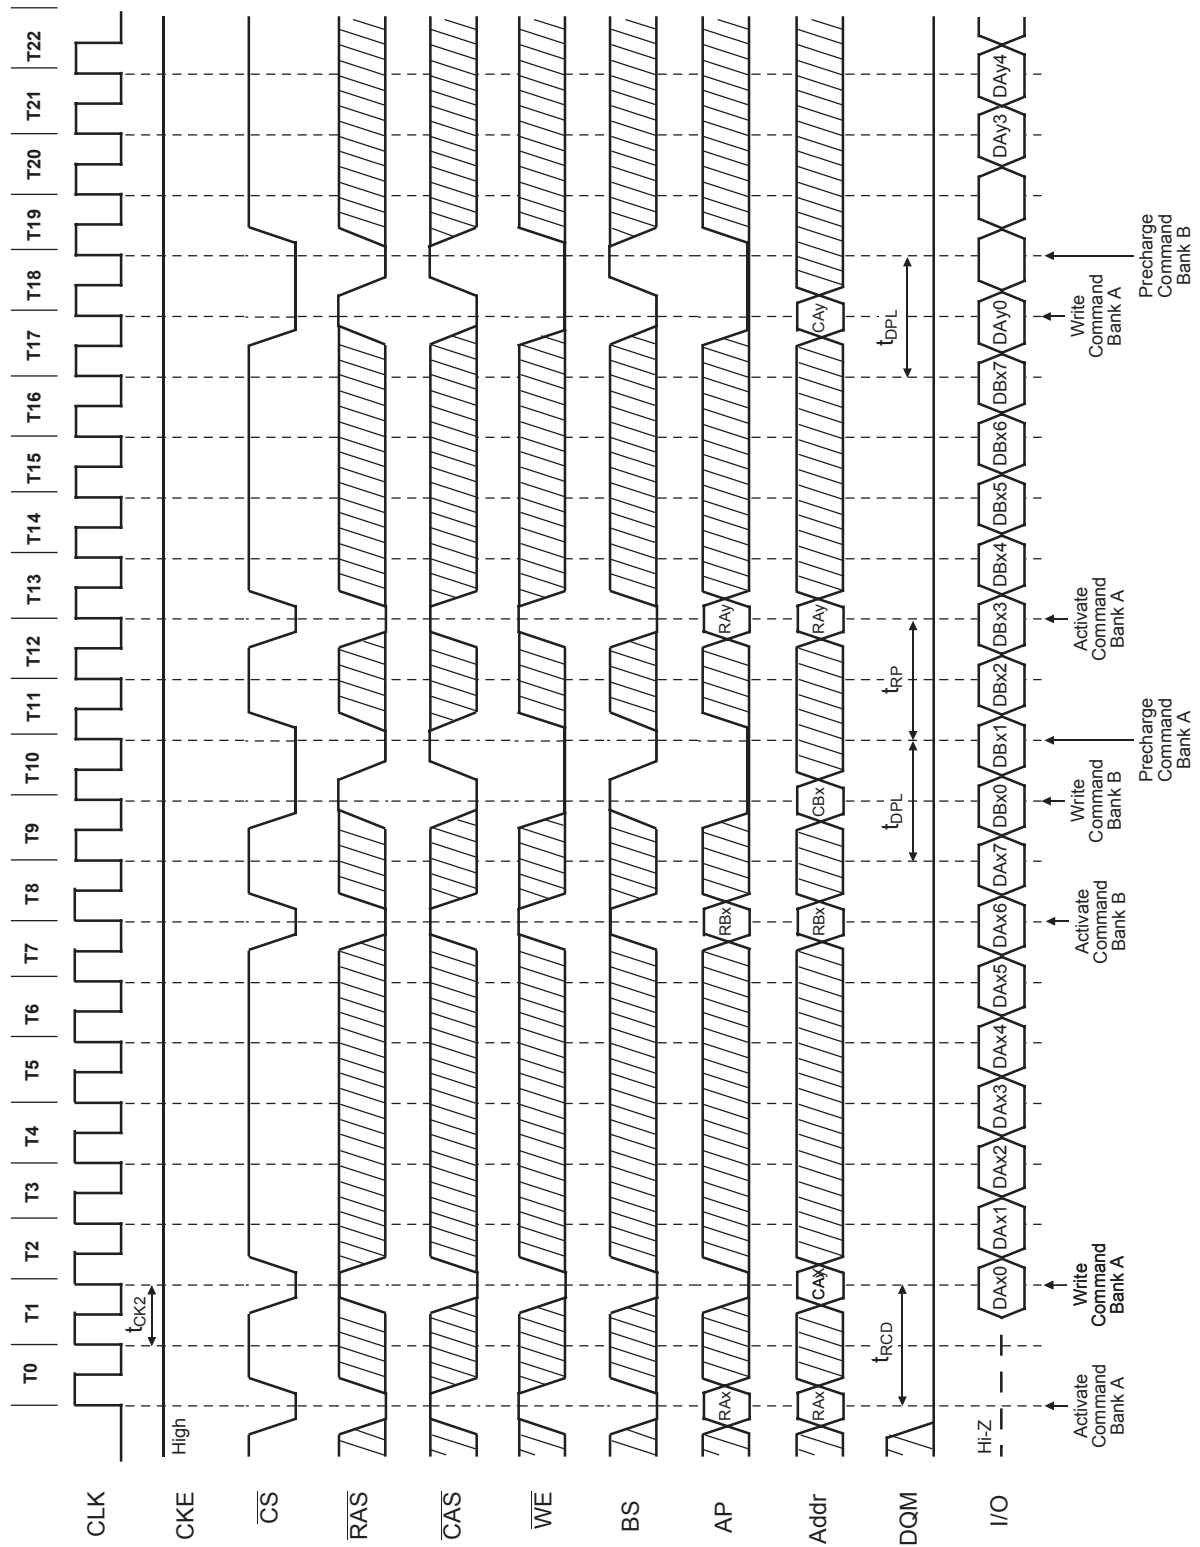 T0 T1 T2 T3 T4 T5 T6 T7 T8 T9 T10 T11 T12 T13 T14 T15 T16 T17 T18 T19 T20 T21 T22
CLK
tCK2
CKE
High
CS
RAS
CAS
WE
BS
AP
RAx RBx RAy
Addr
RAx CAx RBx CBx RAy CAy
tRCD tDPL tRP tDPL
DQM
I/O
Hi-Z
DAx0 DAx1 DAx2 DAx3 DAx4 DAx5 DAx6 DAx7 DBx0 DBx1 DBx2 DBx3 DBx4 DBx5 DBx6 DBx7 DAy0 DAy3 DAy4
Activate
Command
Bank A
Write
Command
Bank A
Activate
Command
Bank B
Write
Command
Bank B
Precharge
Command
Bank A
Activate
Command
Bank A
Write
Command
Bank A
Precharge
Command
Bank B